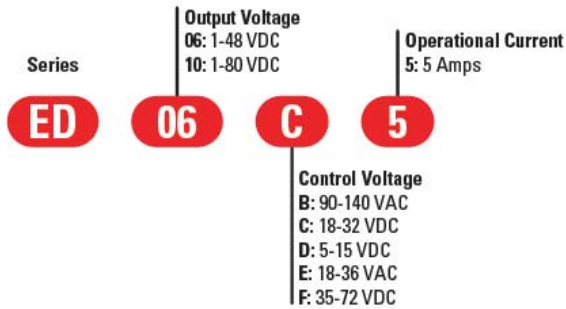 Output Voltage
06: 1-48 VDC
10: 1-80 VDC
Operational Current
5: 5 Amps
Series
ED 06 C 5
Control Voltage
B: 90-140 VAC
C: 18-32 VDC
D: 5-15 VDC
E: 18-36 VAC
F: 35-72 VDC